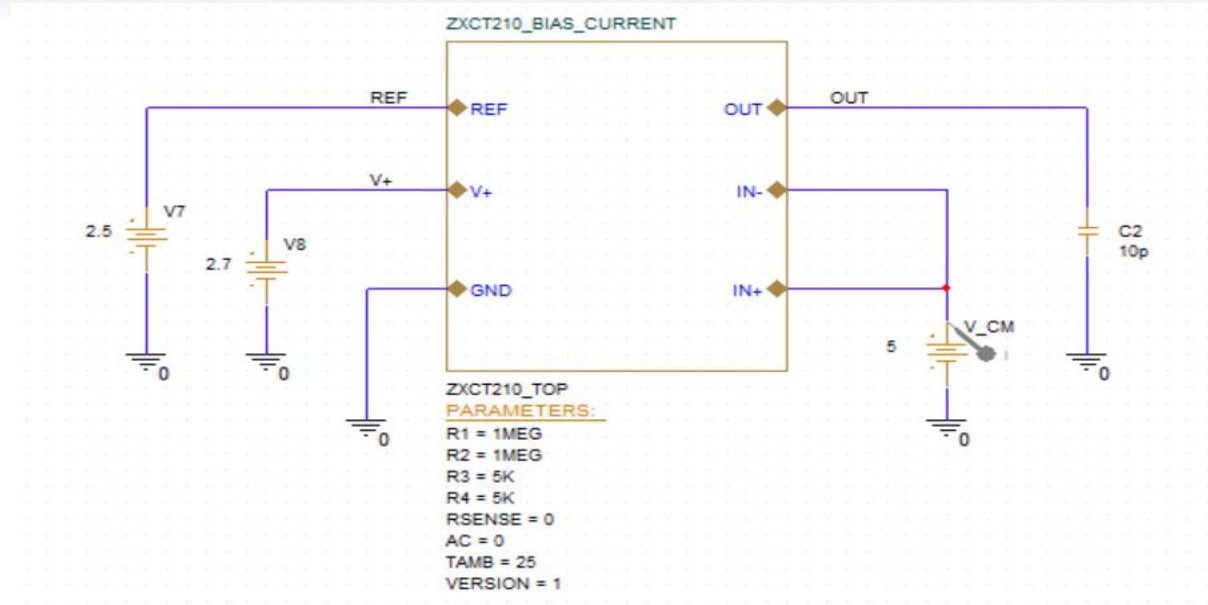 ZXCT210_BIAS_CURRENT
REF
REF
OUT
OUT
V+
V+
IN-
V7
2.5
V8
2.7
C2
10p
GND
IN+
V_CM
5
I
0
0
0
0
0
ZXCT210_TOP
PARAMETERS:
R1 = 1MEG
R2 = 1MEG
R3 = 5K
R4 = 5K
RSENSE = 0
AC = 0
TAMB = 25
VERSION = 1